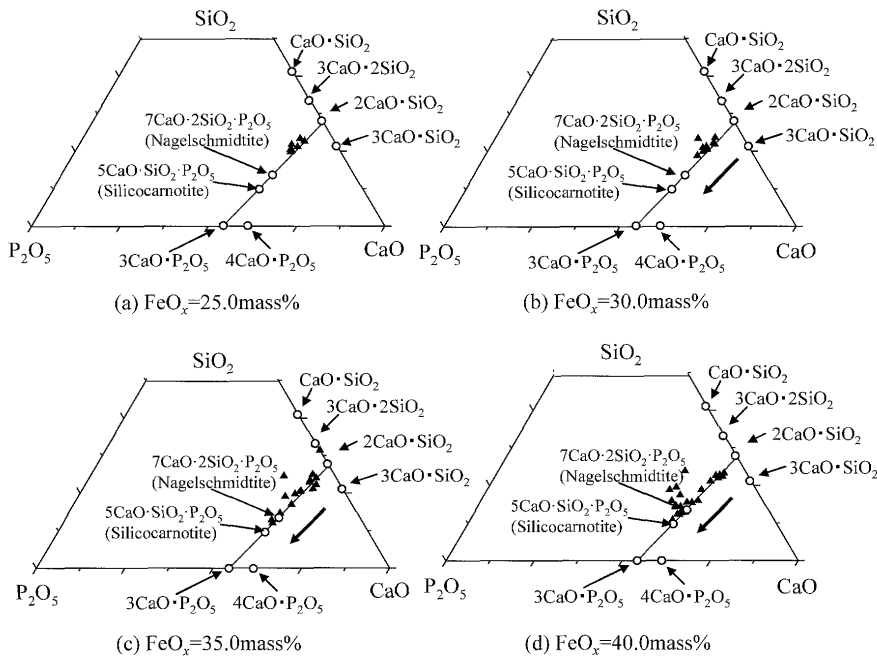 SiO₂
CaO·SiO₂
3CaO·2SiO₂
2CaO·SiO₂
3CaO·SiO₂
7CaO·2SiO₂·P₂O₅
(Nagelschmidtite)
5CaO·SiO₂·P₂O₅
(Silicocarnotite)
P₂O₅
CaO
3CaO·P₂O₅
4CaO·P₂O₅
(a) FeOₓ=25.0mass%
SiO₂
CaO·SiO₂
3CaO·2SiO₂
2CaO·SiO₂
3CaO·SiO₂
7CaO·2SiO₂·P₂O₅
(Nagelschmidtite)
5CaO·SiO₂·P₂O₅
(Silicocarnotite)
P₂O₅
CaO
3CaO·P₂O₅
4CaO·P₂O₅
(b) FeOₓ=30.0mass%
SiO₂
CaO·SiO₂
3CaO·2SiO₂
2CaO·SiO₂
3CaO·SiO₂
7CaO·2SiO₂·P₂O₅
(Nagelschmidtite)
5CaO·SiO₂·P₂O₅
(Silicocarnotite)
P₂O₅
CaO
3CaO·P₂O₅
4CaO·P₂O₅
(c) FeOₓ=35.0mass%
SiO₂
CaO·SiO₂
3CaO·2SiO₂
2CaO·SiO₂
3CaO·SiO₂
7CaO·2SiO₂·P₂O₅
(Nagelschmidtite)
5CaO·SiO₂·P₂O₅
(Silicocarnotite)
P₂O₅
CaO
3CaO·P₂O₅
4CaO·P₂O₅
(d) FeOₓ=40.0mass%